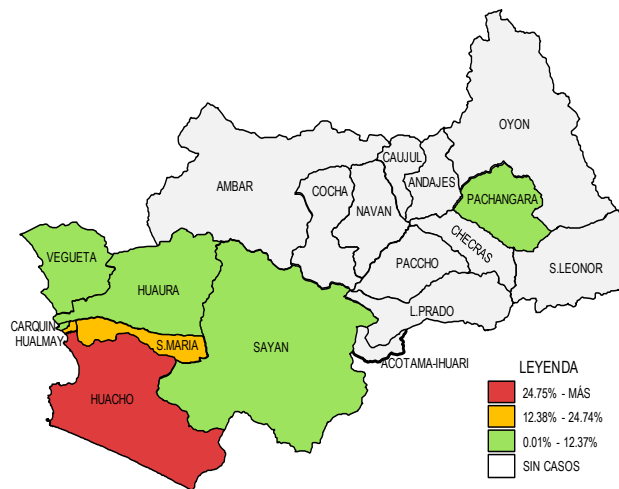 OYON
CAUJUL
ANDAJES
AMBAR
COCHA
NAVAN
PACHANGARA
CHECRAS
VEGUETA
PACCHO
S.LEONOR
HUAURA
L.PRADO
CARQUIN
HUALMAY
S.MARIA
SAYAN
ACOTAMA-IHUARI
HUACHO
LEYENDA
24.75% - MÁS
12.38% - 24.74%
0.01% - 12.37%
SIN CASOS